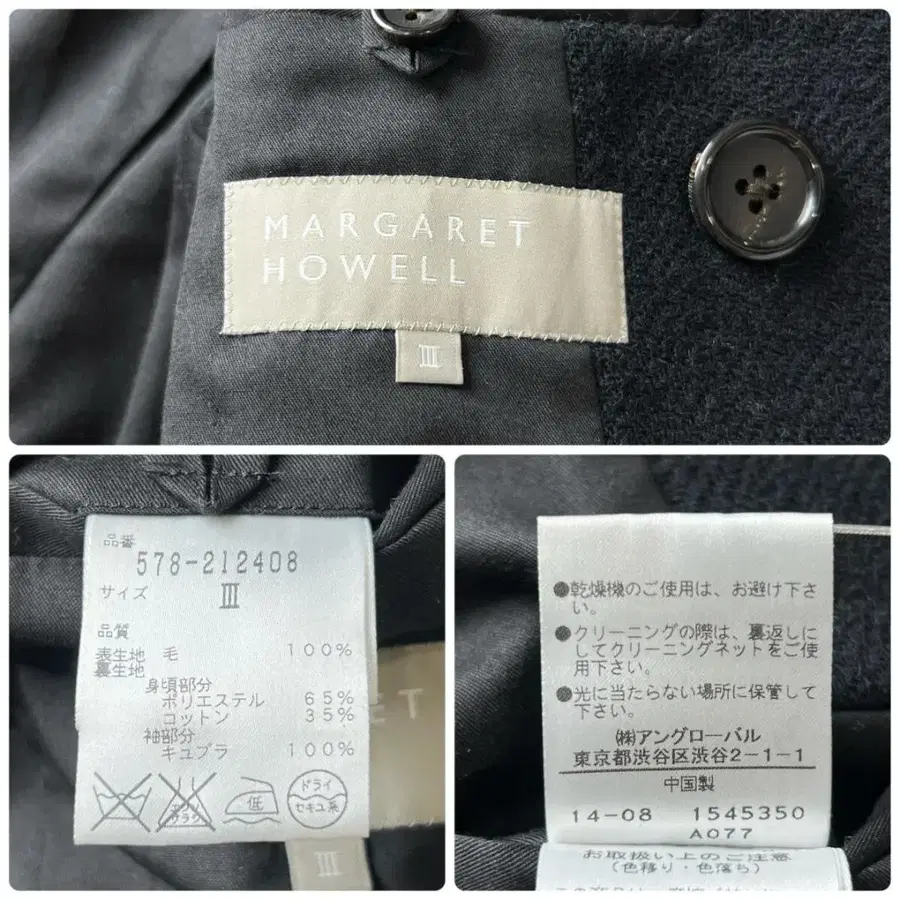 MARGARET
HOWELL
III
品番
578-212408
サイズ III
品質
表生地 毛 100%
裏生地
身頃部分
ポリエステル 65%
コットン 35%
袖部分
キュプラ 100%
エンソ
サラシ
低
ドライ
セキユ系
RET
III
●乾燥機のご使用は、お避け下さ
い。
●クリーニングの際は、裏返しに
してクリーニングネットをご使
用下さい。
●光に当たらない場所に保管して
下さい。
㈱アングローバル
東京都渋谷区渋谷2-1-1
中国製
14-08 1545350
A077
お取扱い上のご注意
(色移り・色落ち)